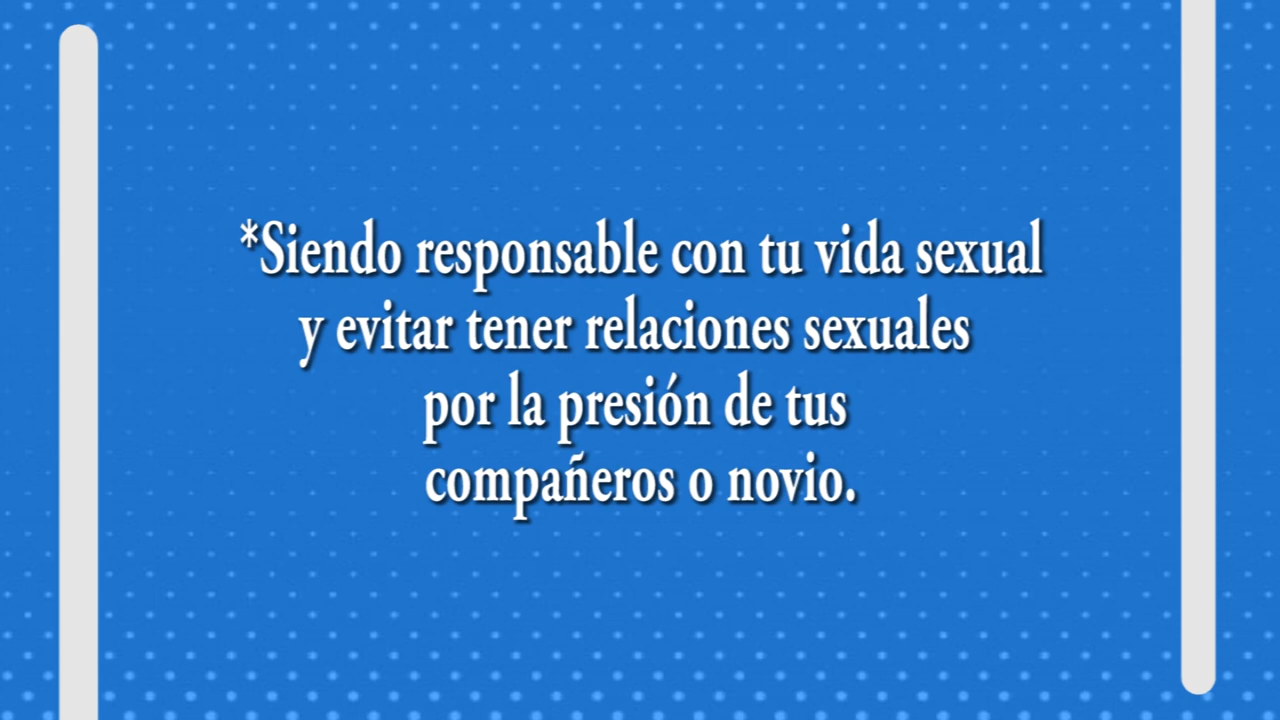 *Siendo responsable con tu vida sexual
y evitar tener relaciones sexuales
por la presión de tus
compañeros o novio.